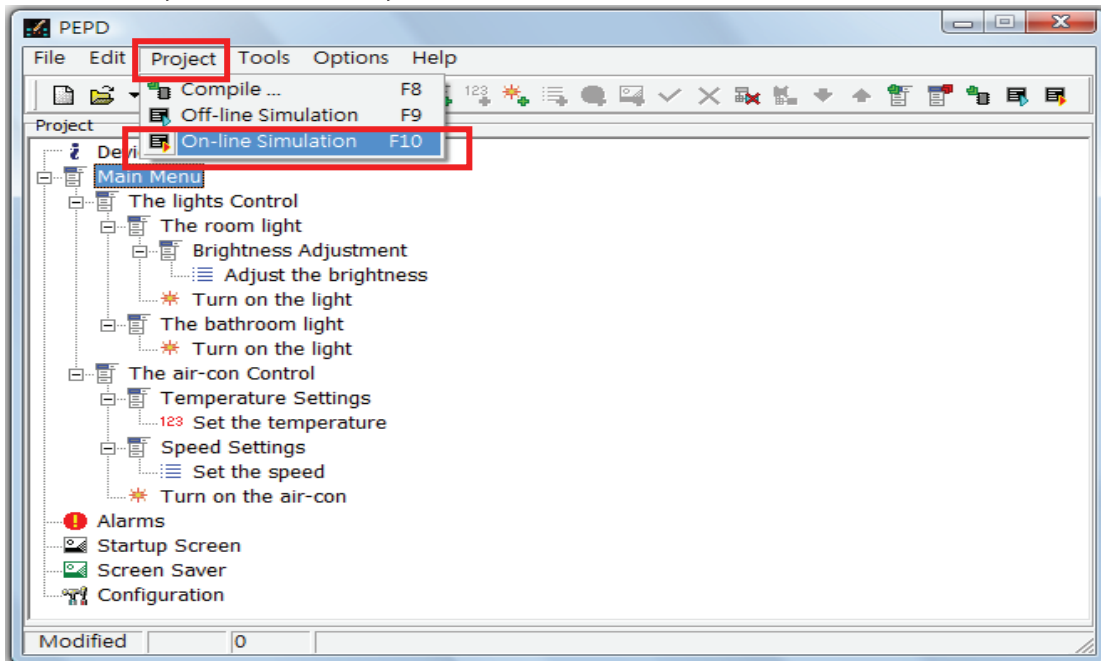 PEPD
File Edit Project Tools Options Help
Compile ... F8
123
Off-line Simulation F9
Project
On-line Simulation F10
Devi
Main Menu
The lights Control
The room light
Brightness Adjustment
Adjust the brightness
Turn on the light
The bathroom light
Turn on the light
The air-con Control
Temperature Settings
123 Set the temperature
Speed Settings
Set the speed
Turn on the air-con
Alarms
Startup Screen
Screen Saver
Configuration
Modified 0